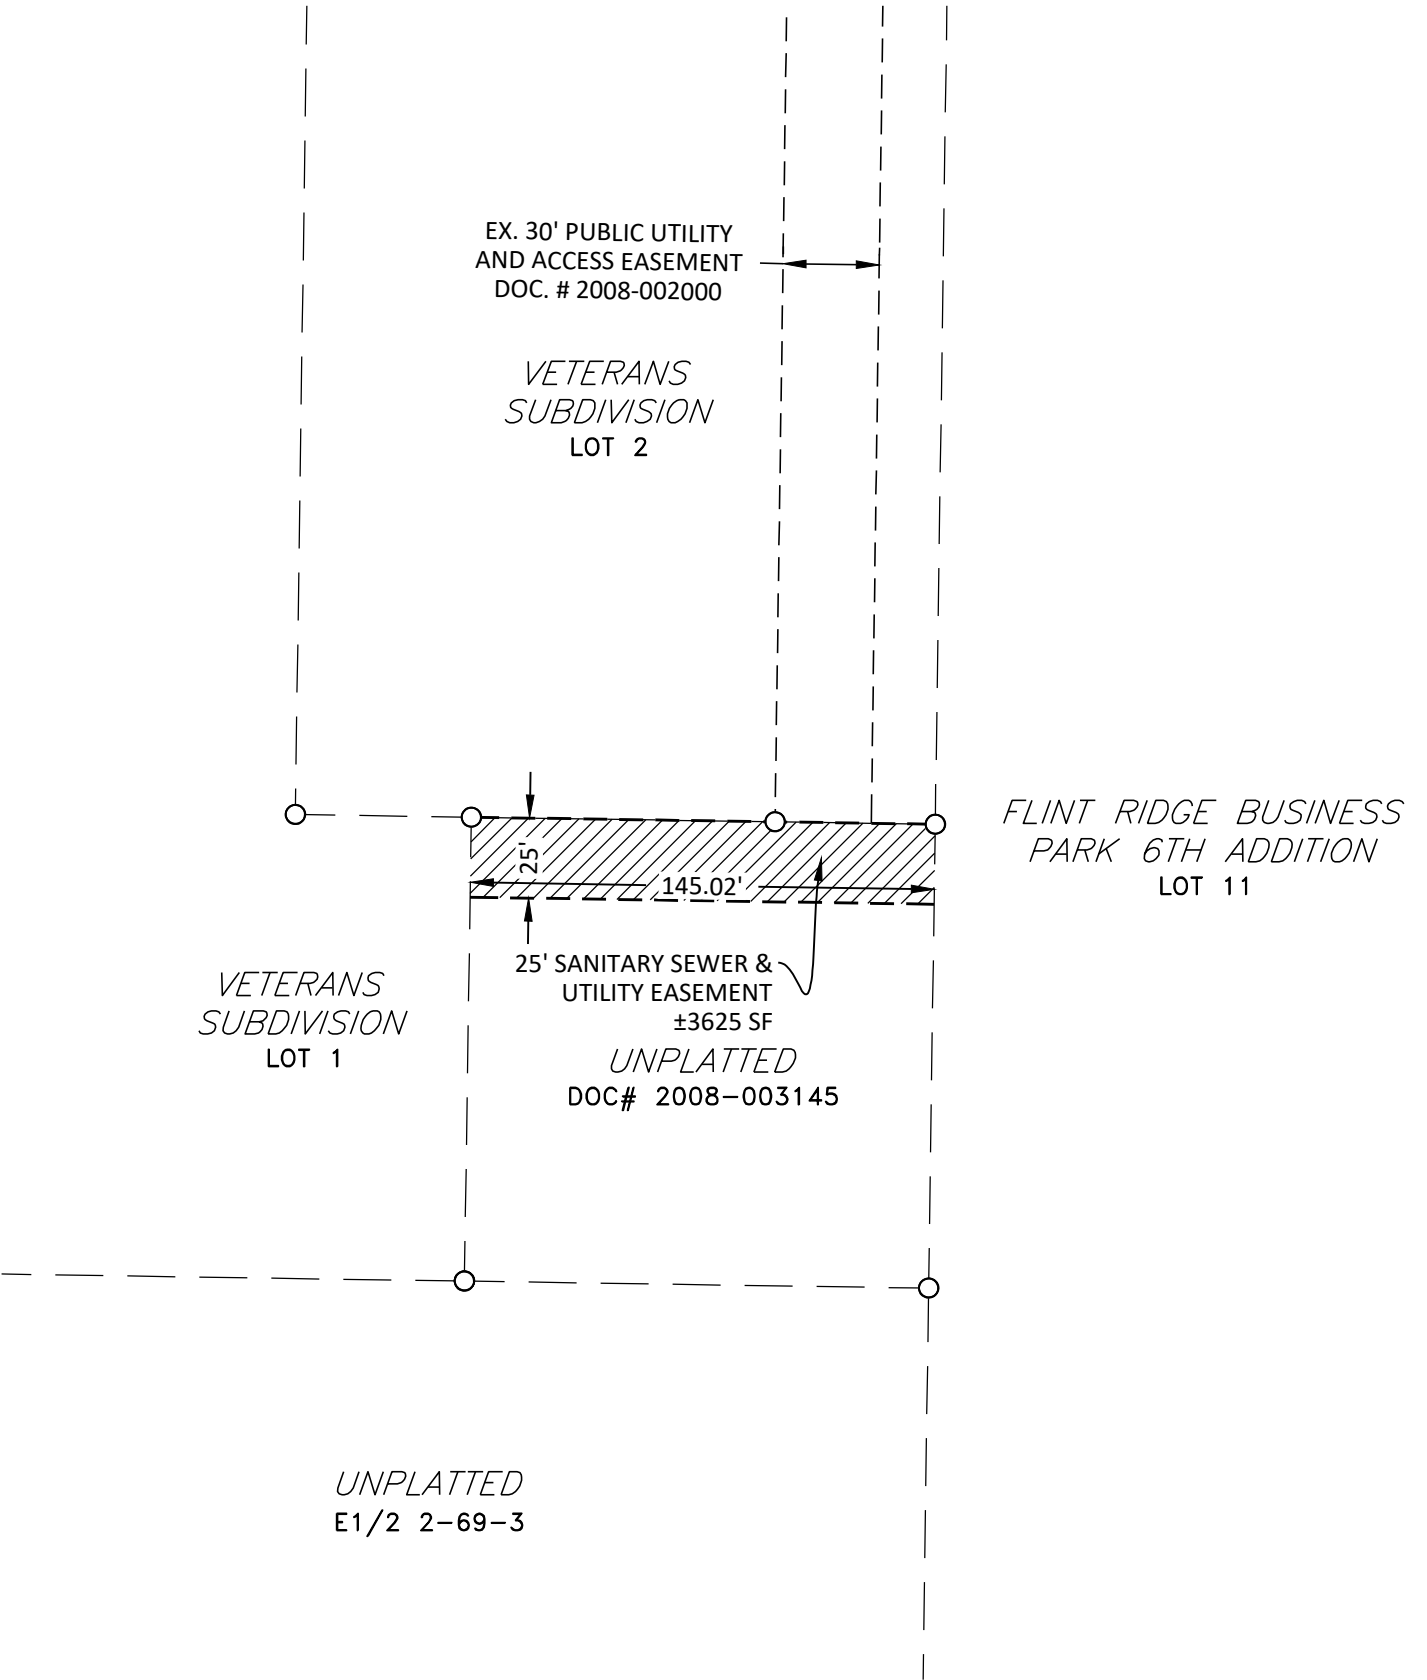 EX. 30' PUBLIC UTILITY
AND ACCESS EASEMENT
DOC. # 2008-002000
VETERANS
SUBDIVISION
LOT 2
FLINT RIDGE BUSINESS
PARK 6TH ADDITION
LOT 11
25'
145.02'
25' SANITARY SEWER &
UTILITY EASEMENT
±3625 SF
VETERANS
SUBDIVISION
LOT 1
UNPLATTED
DOC# 2008-003145
UNPLATTED
E1/2 2-69-3